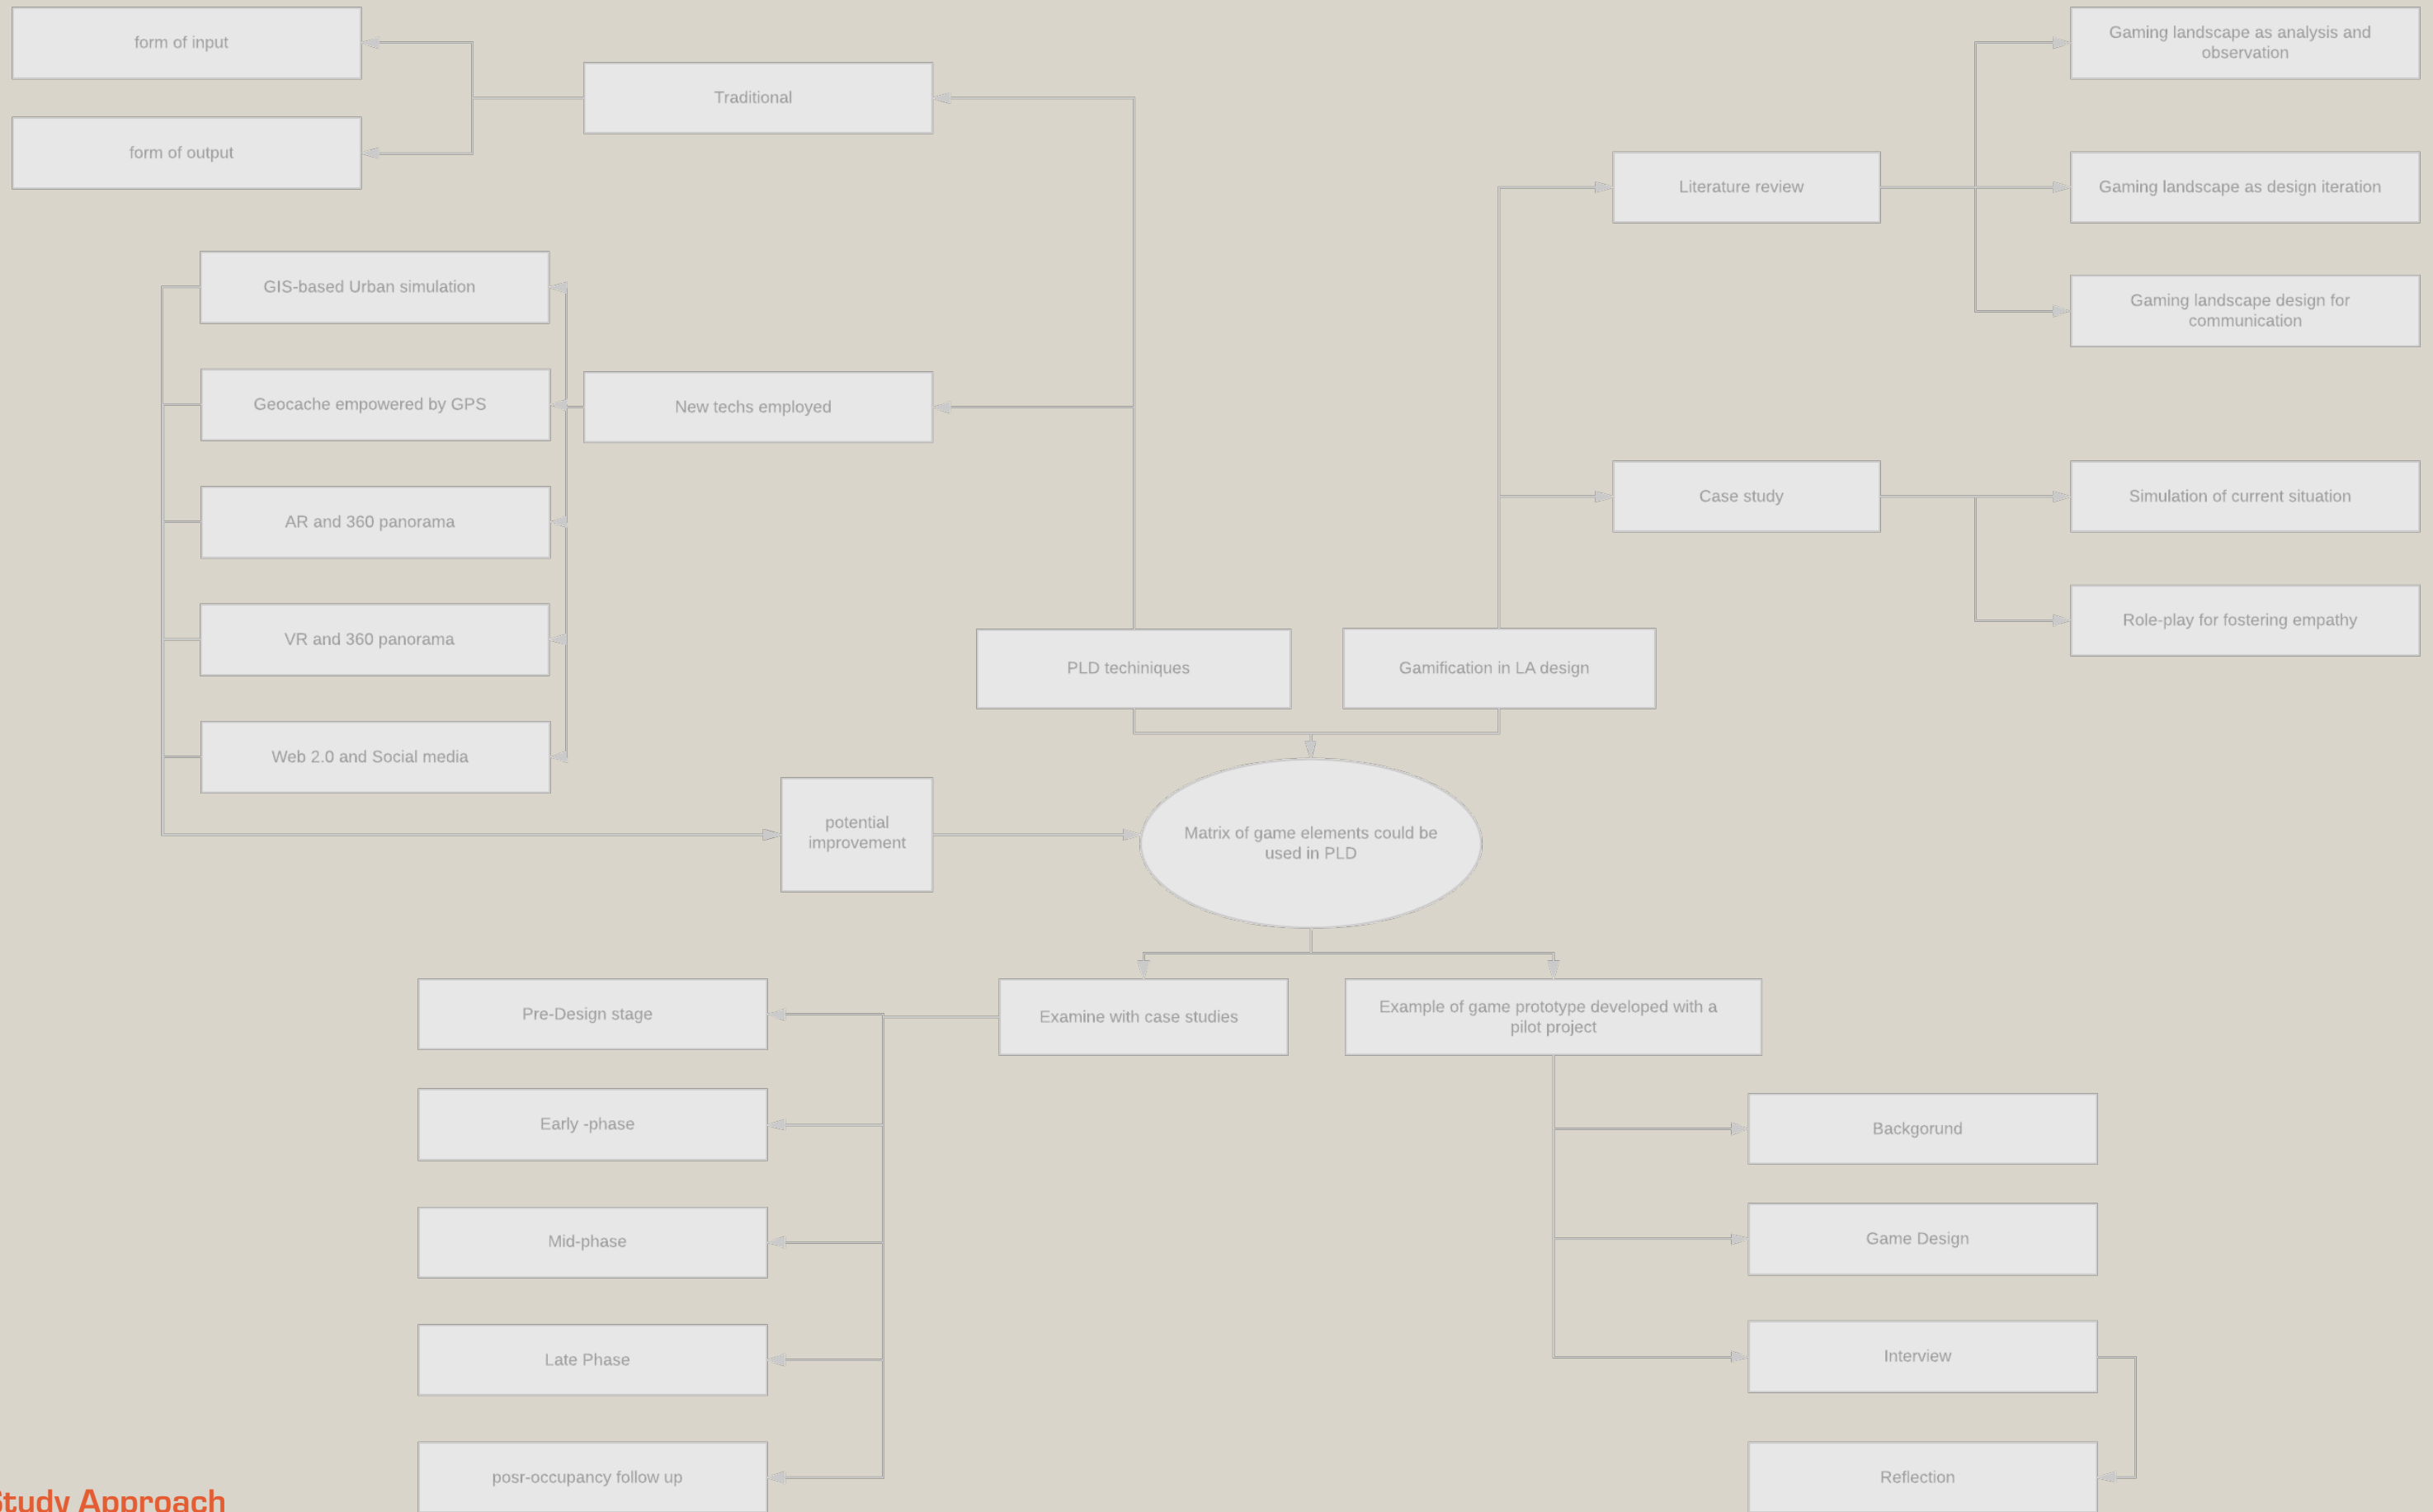 form of input
form of output
Traditional
GIS-based Urban simulation
Geocache empowered by GPS
AR and 360 panorama
VR and 360 panorama
Web 2.0 and Social media
New techs employed
PLD techiniques
Gamification in LA design
Literature review
Gaming landscape as analysis and
observation
Gaming landscape as design iteration
Gaming landscape design for
communication
Case study
Simulation of current situation
Role-play for fostering empathy
potential
improvement
Matrix of game elements could be
used in PLD
Examine with case studies
Pre-Design stage
Early -phase
Mid-phase
Late Phase
posr-occupancy follow up
Example of game prototype developed with a
pilot project
Backgorund
Game Design
Interview
Reflection
Study Approach